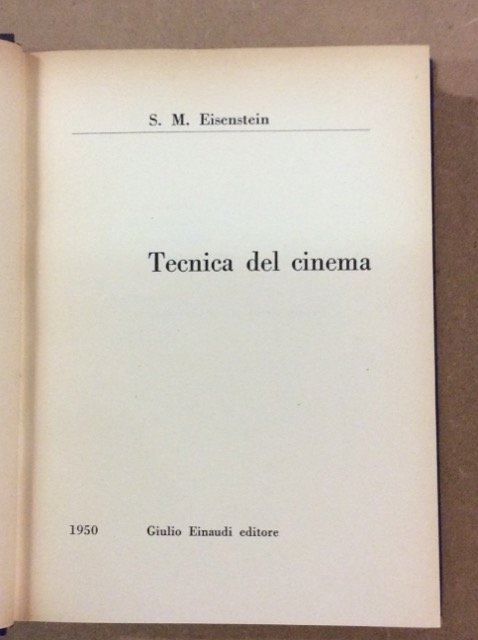 S. M. Eisenstein
Tecnica del cinema
1950 Giulio Einaudi editore